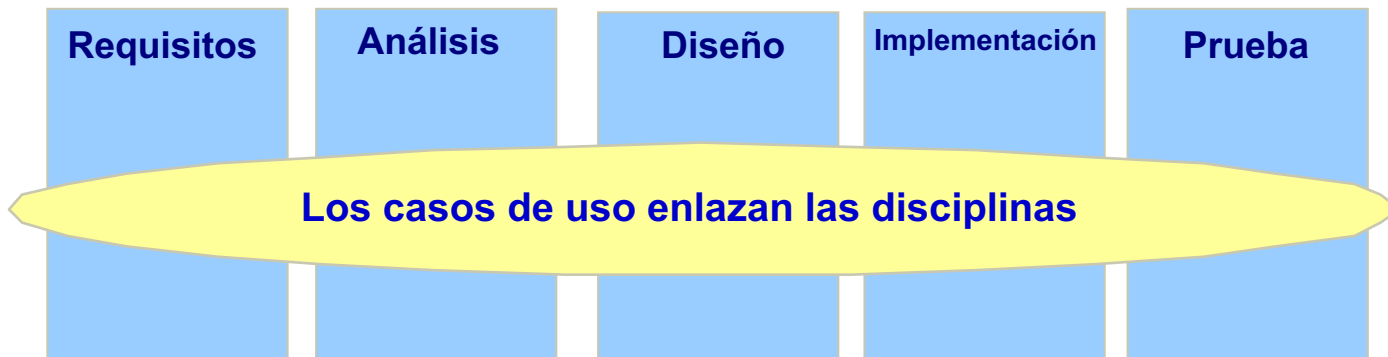 Requisitos
Análisis
Diseño
Implementación
Prueba
Los casos de uso enlazan las disciplinas